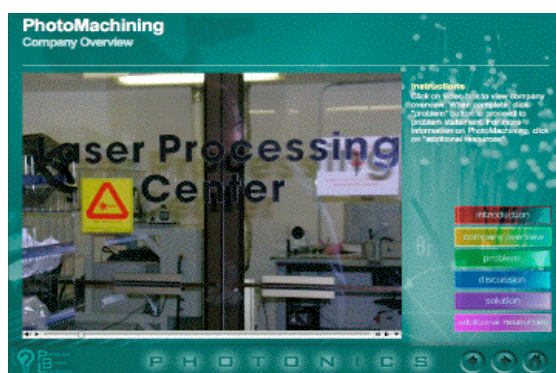 PhotoMachining
Company Overview
Instructions
Click on video box to view company
overview. When complete, click
"problem" button to proceed to
problem statement. For more
information on PhotoMachining, click
on "additional resources"
Laser Processing
Center
introduction
company overview
problem
discussion
solution
additional resources
PHOTONICS